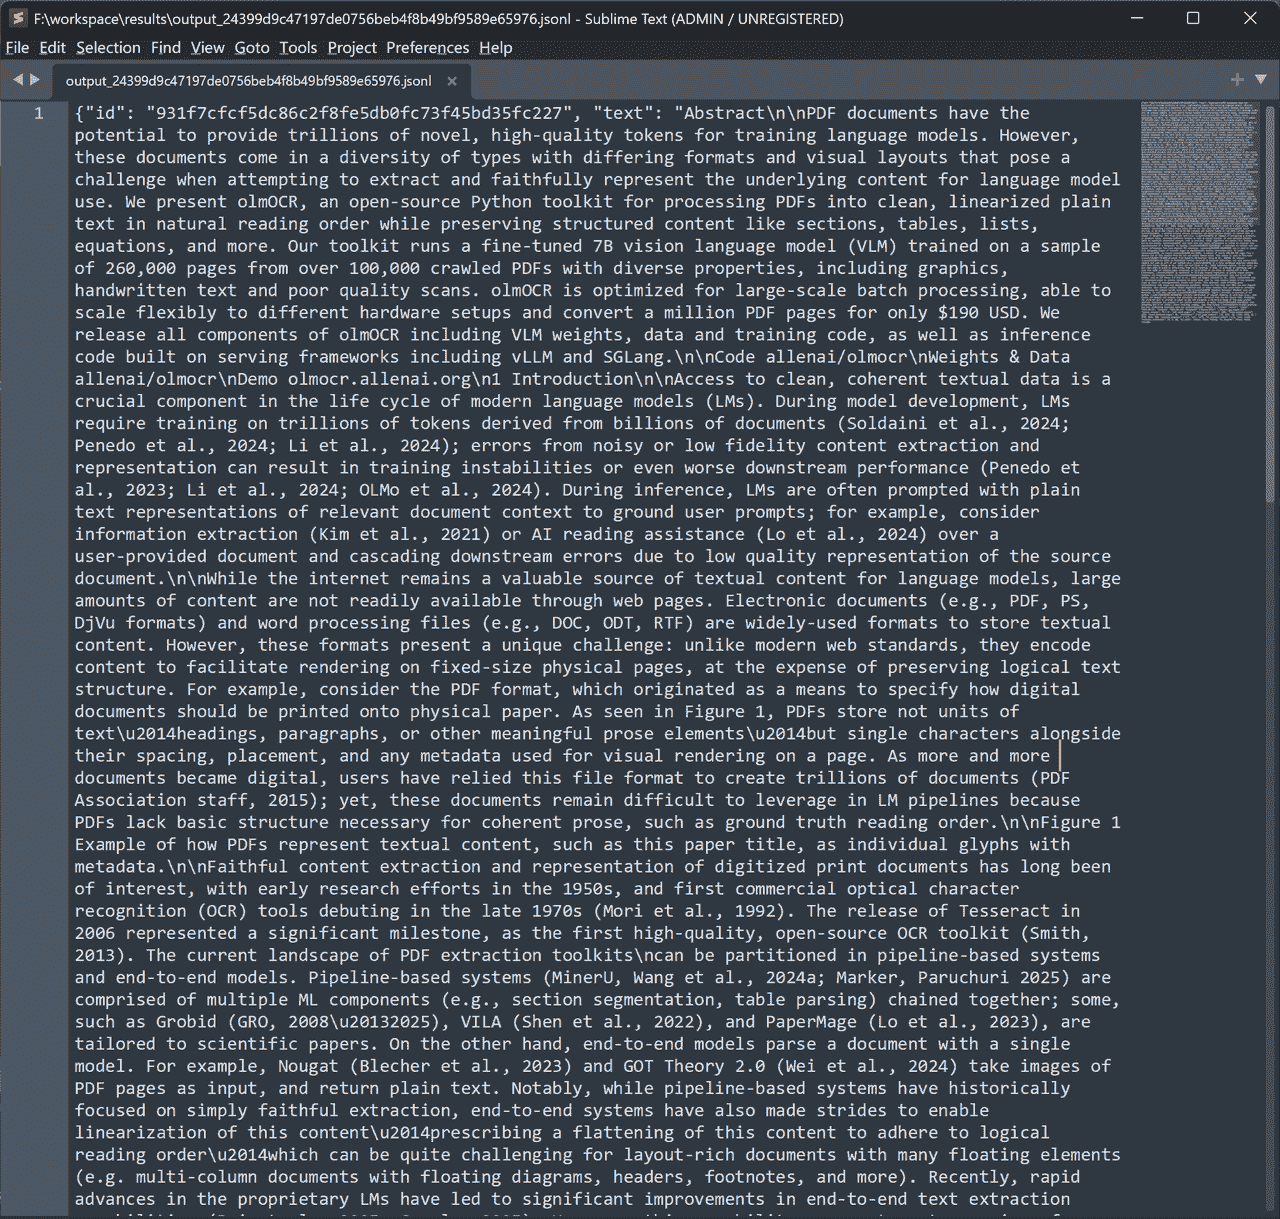 F:\workspace\results\output_24399d9c47197de0756beb4f8b49bf9589e65976.jsonl - Sublime Text (ADMIN / UNREGISTERED)
File Edit Selection Find View Goto Tools Project Preferences Help
output_24399d9c47197de0756beb4f8b49bf9589e65976.jsonl
1 {"id": "931f7cfcf5dc86c2f8fe5db0fc73f45bd35fc227", "text": "Abstract\n\nPDF documents have the
potential to provide trillions of novel, high-quality tokens for training language models. However,
these documents come in a diversity of types with differing formats and visual layouts that pose a
challenge when attempting to extract and faithfully represent the underlying content for language model
use. We present olmOCR, an open-source Python toolkit for processing PDFs into clean, linearized plain
text in natural reading order while preserving structured content like sections, tables, lists,
equations, and more. Our toolkit runs a fine-tuned 7B vision language model (VLM) trained on a sample
of 260,000 pages from over 100,000 crawled PDFs with diverse properties, including graphics,
handwritten text and poor quality scans. olmOCR is optimized for large-scale batch processing, able to
scale flexibly to different hardware setups and convert a million PDF pages for only $190 USD. We
release all components of olmOCR including VLM weights, data and training code, as well as inference
code built on serving frameworks including vLLM and SGLang.\n\nCode allenai/olmocr\nWeights & Data
allenai/olmocr\nDemo olmocr.allenai.org\n1 Introduction\n\nAccess to clean, coherent textual data is a
crucial component in the life cycle of modern language models (LMs). During model development, LMs
require training on trillions of tokens derived from billions of documents (Soldaini et al., 2024;
Penedo et al., 2024; Li et al., 2024); errors from noisy or low fidelity content extraction and
representation can result in training instabilities or even worse downstream performance (Penedo et
al., 2023; Li et al., 2024; OLMo et al., 2024). During inference, LMs are often prompted with plain
text representations of relevant document context to ground user prompts; for example, consider
information extraction (Kim et al., 2021) or AI reading assistance (Lo et al., 2024) over a
user-provided document and cascading downstream errors due to low quality representation of the source
document.\n\nWhile the internet remains a valuable source of textual content for language models, large
amounts of content are not readily available through web pages. Electronic documents (e.g., PDF, PS,
DjVu formats) and word processing files (e.g., DOC, ODT, RTF) are widely-used formats to store textual
content. However, these formats present a unique challenge: unlike modern web standards, they encode
content to facilitate rendering on fixed-size physical pages, at the expense of preserving logical text
structure. For example, consider the PDF format, which originated as a means to specify how digital
documents should be printed onto physical paper. As seen in Figure 1, PDFs store not units of
text\u2014headings, paragraphs, or other meaningful prose elements\u2014but single characters alongside
their spacing, placement, and any metadata used for visual rendering on a page. As more and more
documents became digital, users have relied this file format to create trillions of documents (PDF
Association staff, 2015); yet, these documents remain difficult to leverage in LM pipelines because
PDFs lack basic structure necessary for coherent prose, such as ground truth reading order.\n\nFigure 1
Example of how PDFs represent textual content, such as this paper title, as individual glyphs with
metadata.\n\nFaithful content extraction and representation of digitized print documents has long been
of interest, with early research efforts in the 1950s, and first commercial optical character
recognition (OCR) tools debuting in the late 1970s (Mori et al., 1992). The release of Tesseract in
2006 represented a significant milestone, as the first high-quality, open-source OCR toolkit (Smith,
2013). The current landscape of PDF extraction toolkits\ncan be partitioned in pipeline-based systems
and end-to-end models. Pipeline-based systems (MinerU, Wang et al., 2024a; Marker, Paruchuri 2025) are
comprised of multiple ML components (e.g., section segmentation, table parsing) chained together; some,
such as Grobid (GRO, 2008\u20132025), VILA (Shen et al., 2022), and PaperMage (Lo et al., 2023), are
tailored to scientific papers. On the other hand, end-to-end models parse a document with a single
model. For example, Nougat (Blecher et al., 2023) and GOT Theory 2.0 (Wei et al., 2024) take images of
PDF pages as input, and return plain text. Notably, while pipeline-based systems have historically
focused on simply faithful extraction, end-to-end systems have also made strides to enable
linearization of this content\u2014prescribing a flattening of this content to adhere to logical
reading order\u2014which can be quite challenging for layout-rich documents with many floating elements
(e.g. multi-column documents with floating diagrams, headers, footnotes, and more). Recently, rapid
advances in the proprietary LMs have led to significant improvements in end-to-end text extraction